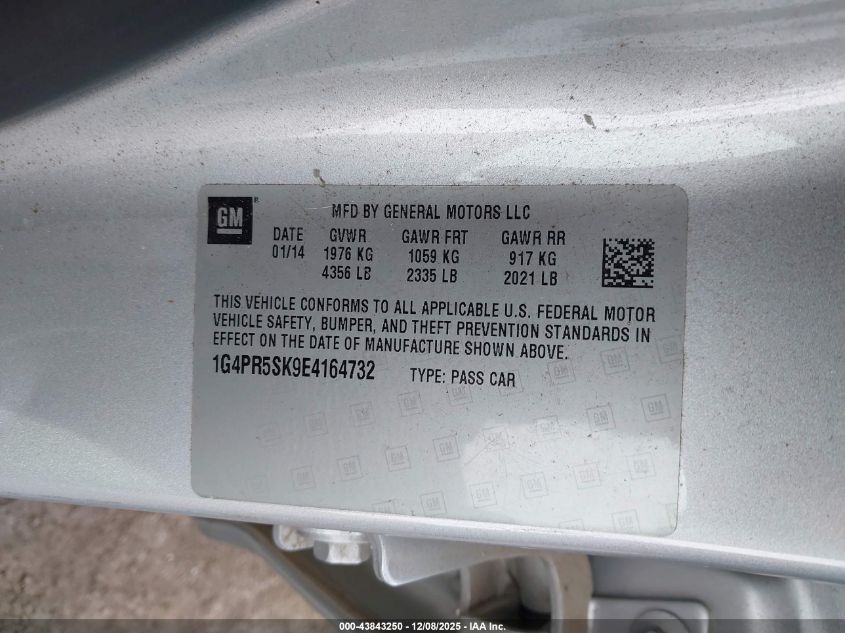 GM ®
MFD BY GENERAL MOTORS LLC
DATE GVWR GAWR FRT GAWR RR
01/14 1976 KG 1059 KG 917 KG
4356 LB 2335 LB 2021 LB
THIS VEHICLE CONFORMS TO ALL APPLICABLE U.S. FEDERAL MOTOR
VEHICLE SAFETY, BUMPER, AND THEFT PREVENTION STANDARDS IN
EFFECT ON THE DATE OF MANUFACTURE SHOWN ABOVE.
1G4PR5SK9E4164732 TYPE: PASS CAR
000-43843250 - 12/08/2025 - IAA Inc.